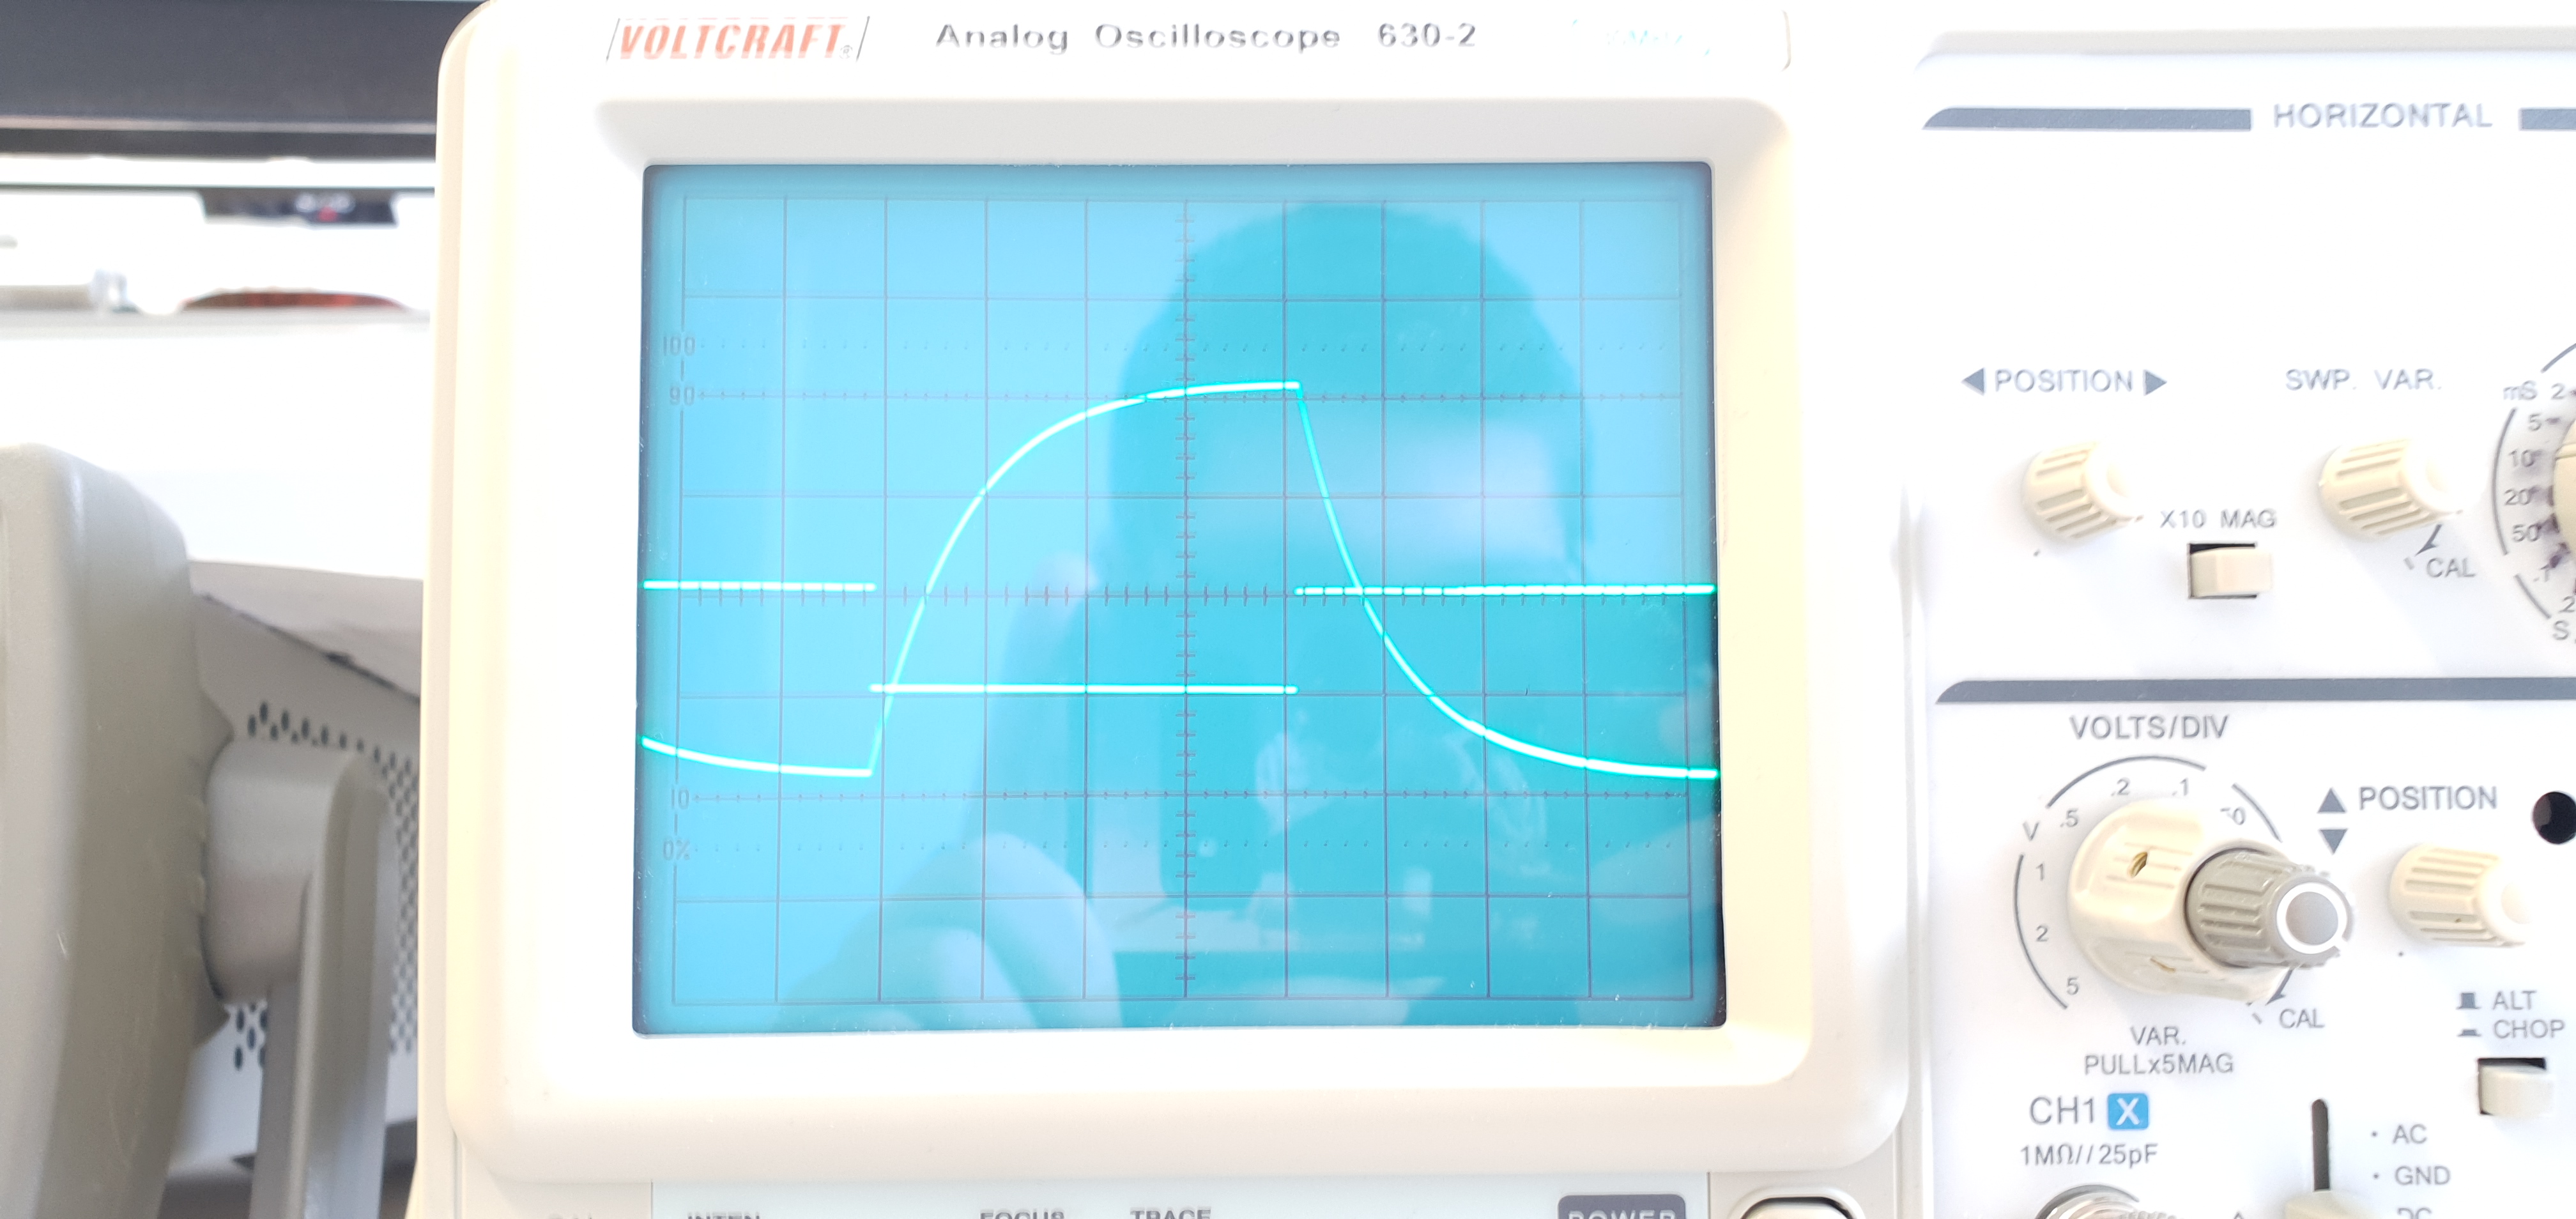 VOLTCRAFT®
Analog Oscilloscope 630-2
HORIZONTAL
100
90
10
0%
◀ POSITION ▶
SWP. VAR.
X10 MAG
CAL
mS 2
5
10
20
50
.1
.2
S
VOLTS/DIV
.2 .1
V .5
1
2
5
CAL
▲ POSITION
▼
VAR.
PULLx5MAG
ALT
CHOP
CH1 X
1MΩ//25pF
AC
GND
DC
INTEN
FOCUS
TRACE
POWER